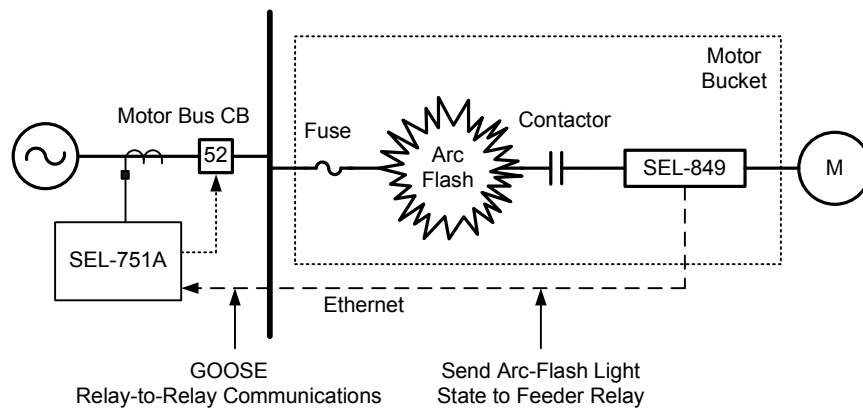 Motor
Bucket
Motor Bus CB
Fuse
Contactor
52
Arc
Flash
SEL-849
M
SEL-751A
Ethernet
GOOSE
Relay-to-Relay Communications
Send Arc-Flash Light
State to Feeder Relay